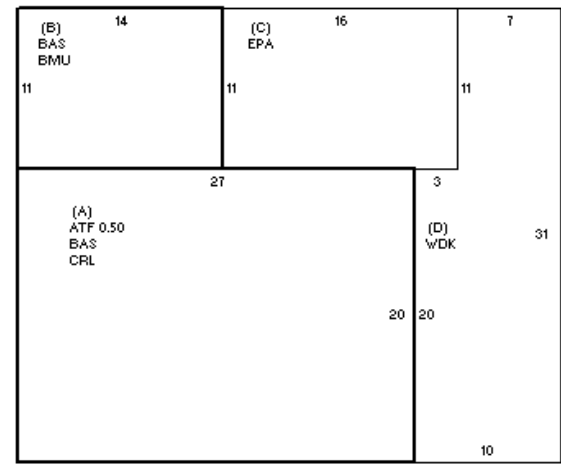 14
(B)
BAS
BMU
11
16
(C)
EPA
11
7
11
27
3
(A)
ATF 0.50
BAS
CRL
(D)
WDK
31
20
20
10